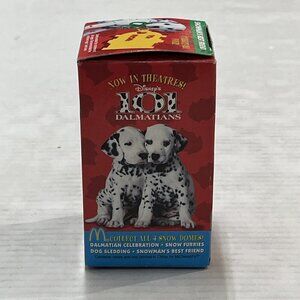 NOW IN THEATRES!
Disney's
101
DALMATIANS
COLLECT ALL 4 SNOW DOMES!
DALMATIAN CELEBRATION • SNOW FURRIES
DOG SLEDDING • SNOWMAN'S BEST FRIEND